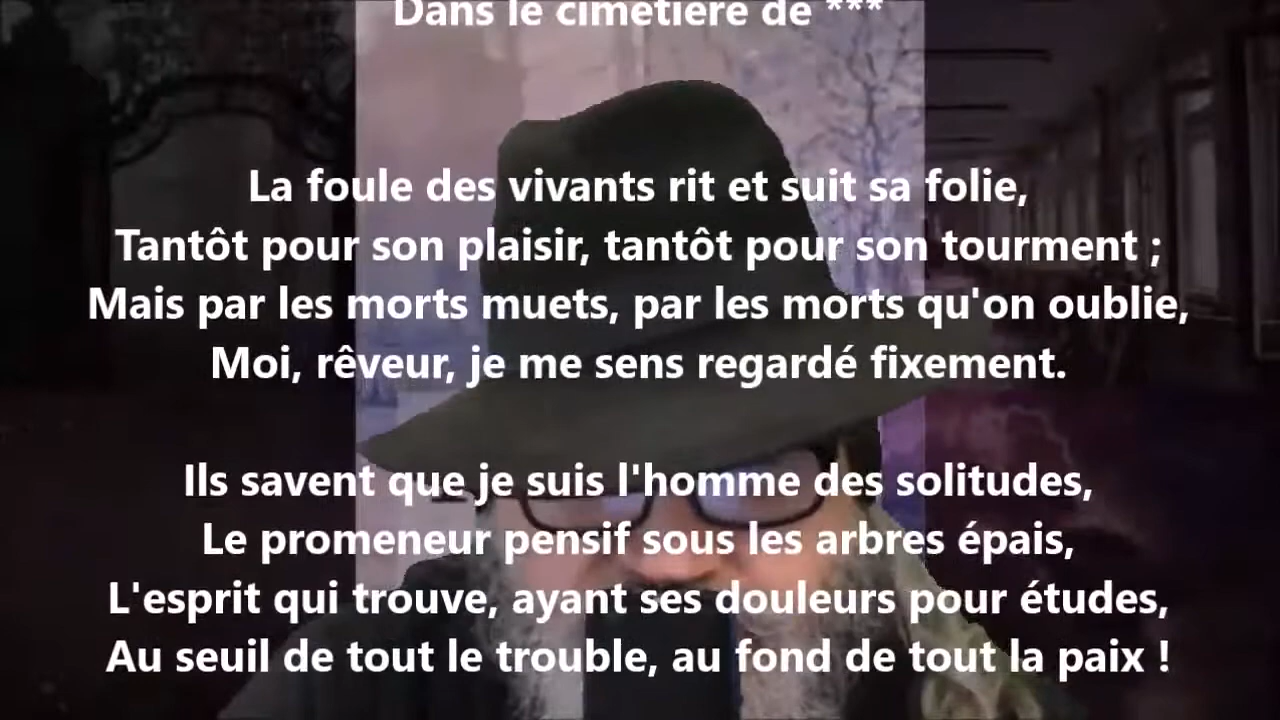 Dans le cimetière de ***
La foule des vivants rit et suit sa folie,
Tantôt pour son plaisir, tantôt pour son tourment ;
Mais par les morts muets, par les morts qu'on oublie,
Moi, rêveur, je me sens regardé fixement.
Ils savent que je suis l'homme des solitudes,
Le promeneur pensif sous les arbres épais,
L'esprit qui trouve, ayant ses douleurs pour études,
Au seuil de tout le trouble, au fond de tout la paix !